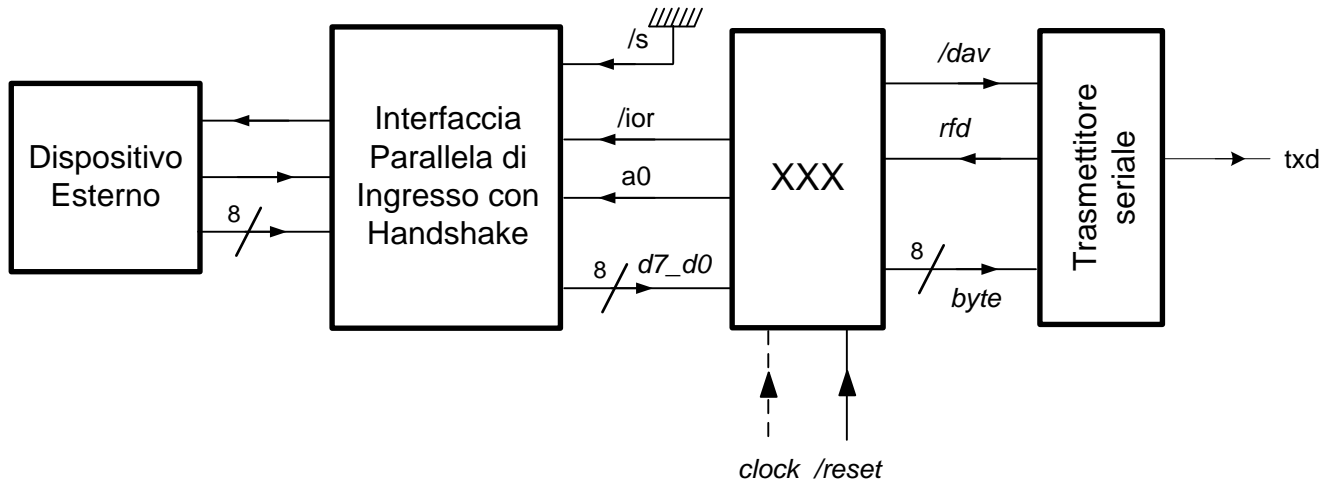 Dispositivo
Esterno
8
Interfaccia
Parallela di
Ingresso con
Handshake
/s
/ior
a0
8
d7_d0
XXX
clock
/reset
/dav
rfd
8
byte
Trasmettitore
seriale
txd